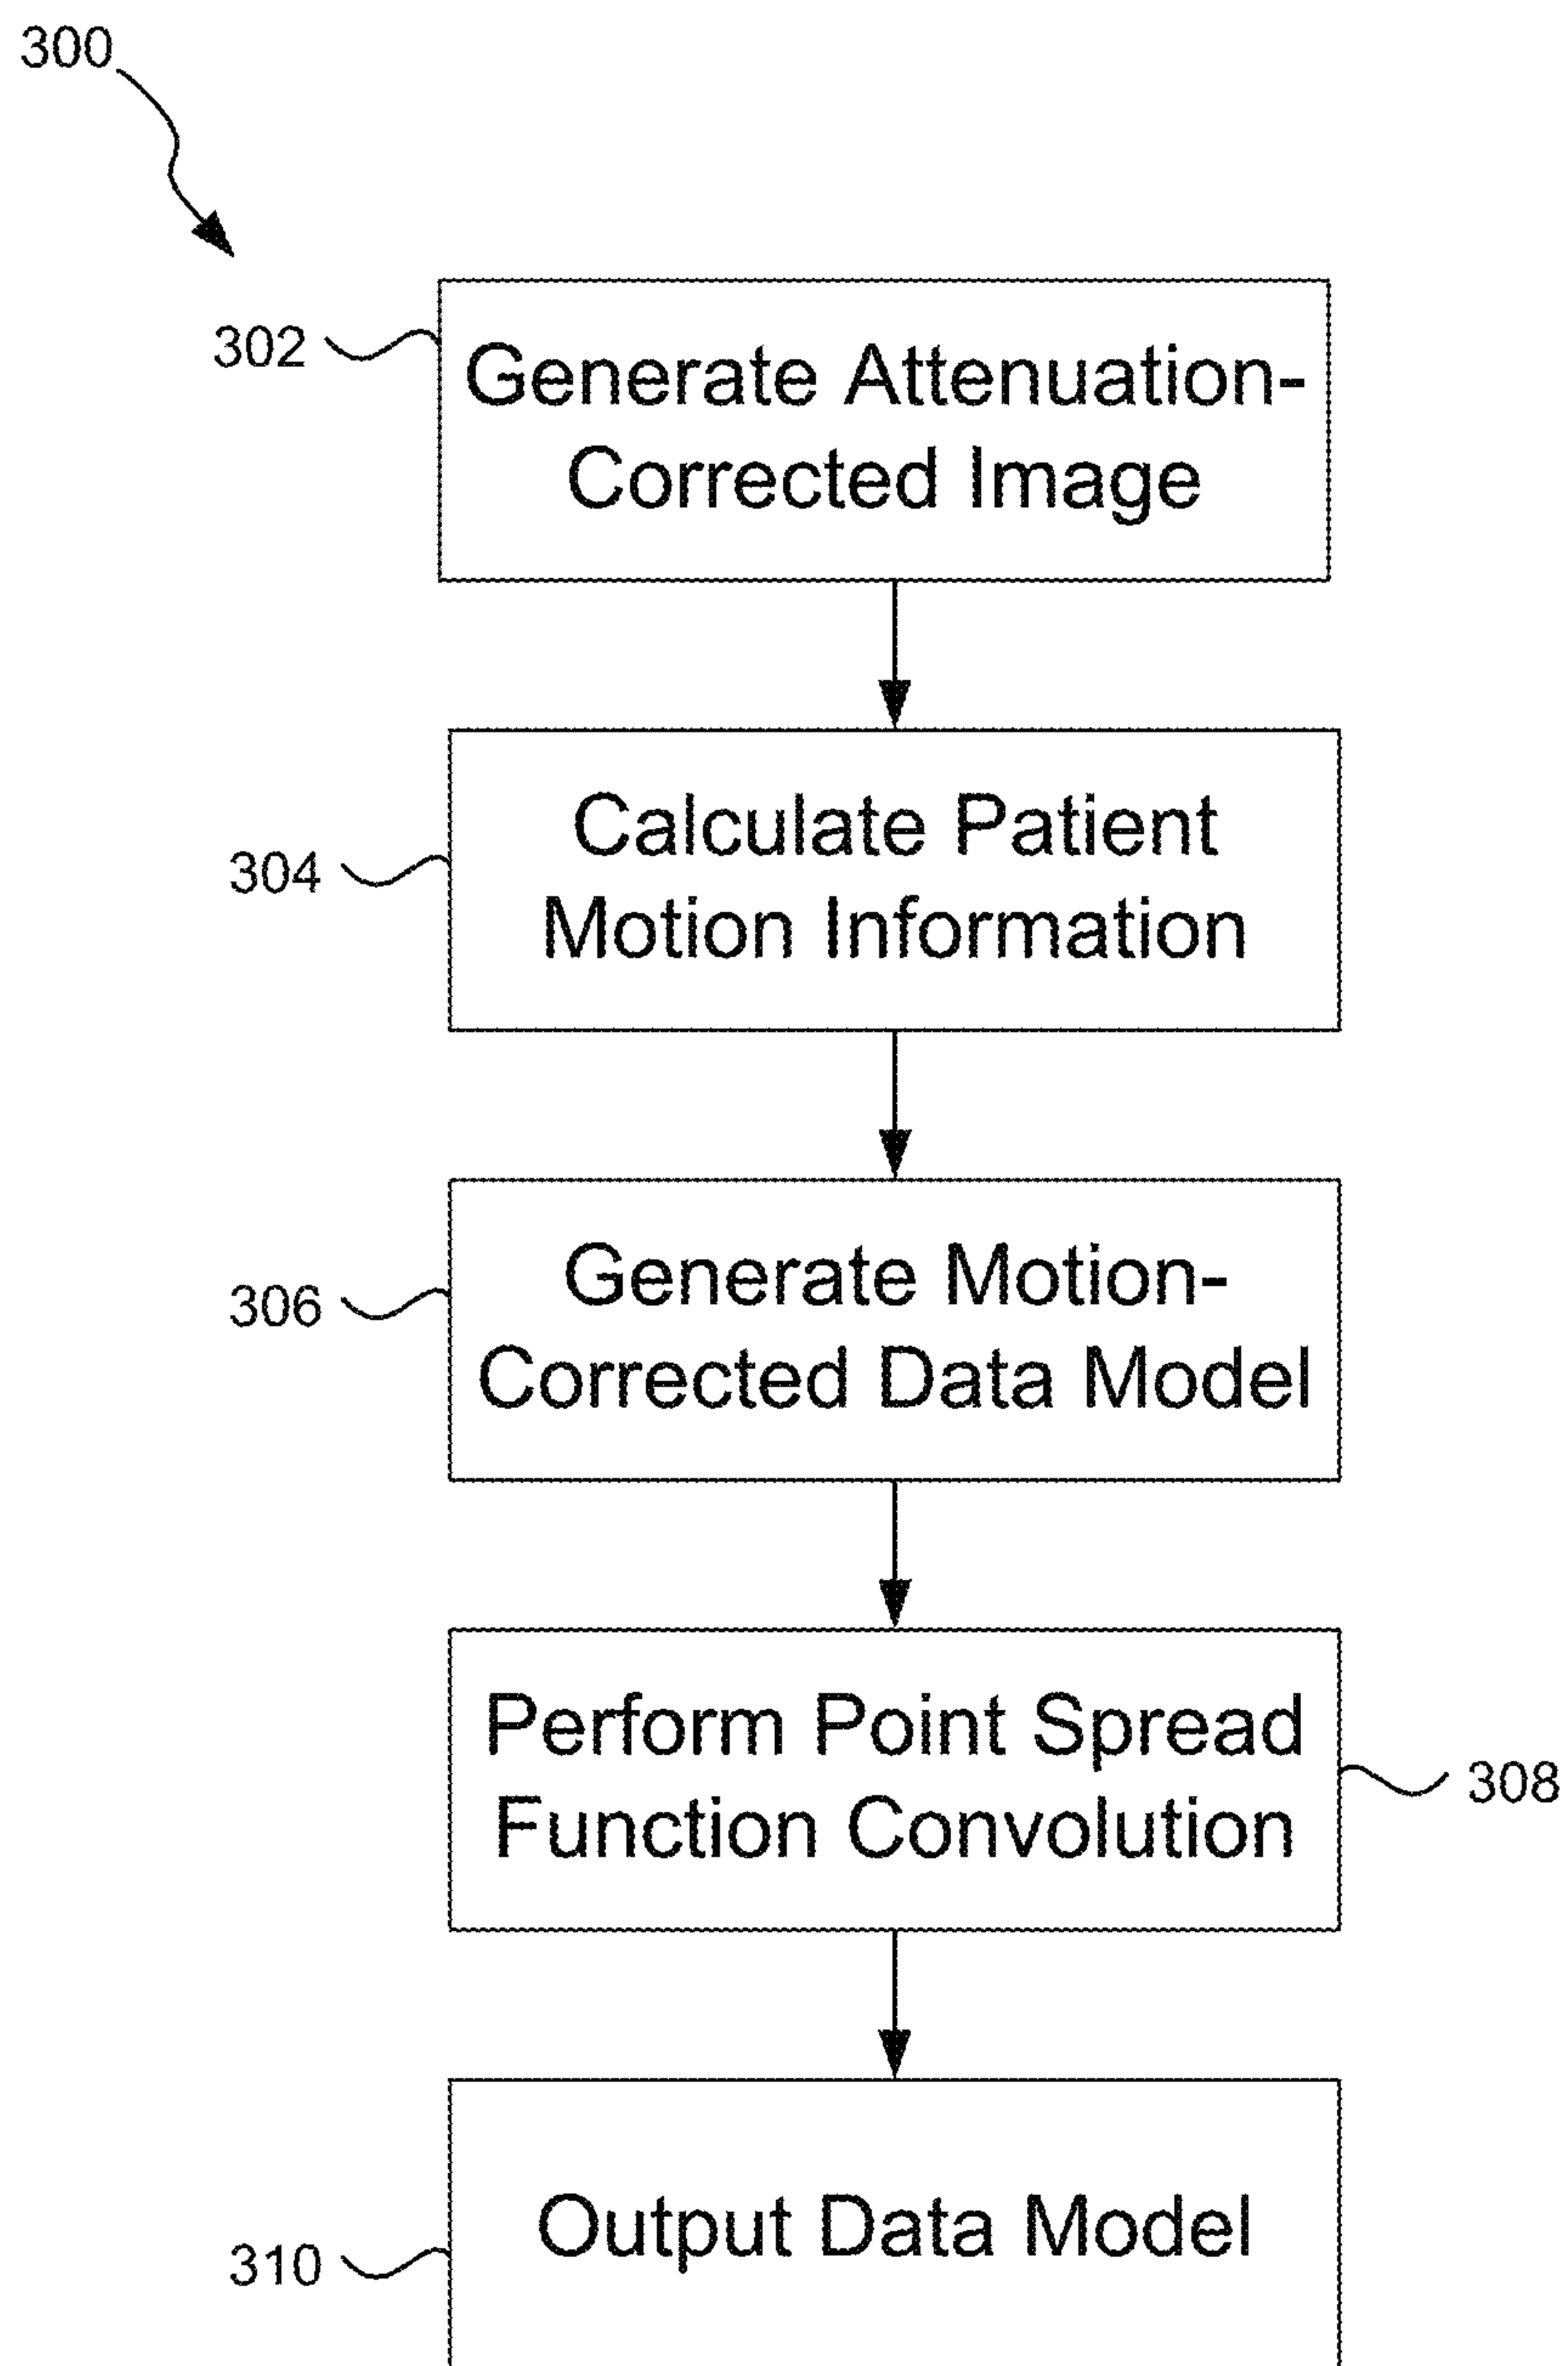 300
302
Generate Attenuation-
Corrected Image
304
Calculate Patient
Motion Information
306
Generate Motion-
Corrected Data Model
Perform Point Spread
Function Convolution
308
310
Output Data Model